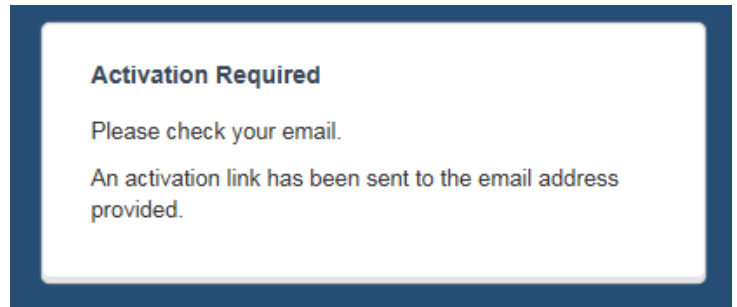 Activation Required
Please check your email.
An activation link has been sent to the email address
provided.